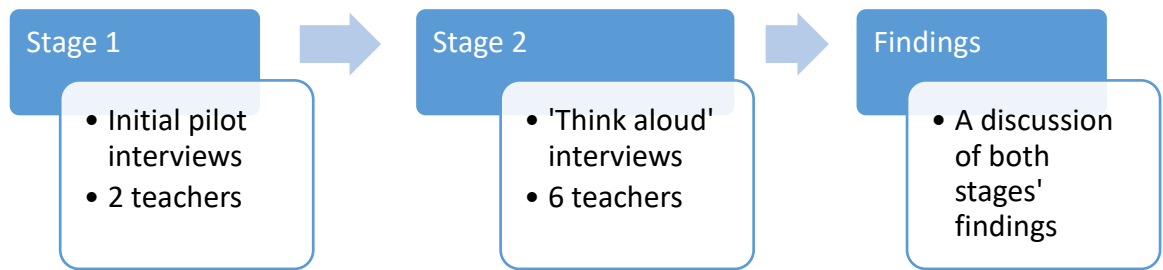 Stage 1
• Initial pilot
interviews
• 2 teachers
Stage 2
• 'Think aloud'
interviews
• 6 teachers
Findings
• A discussion
of both
stages'
findings